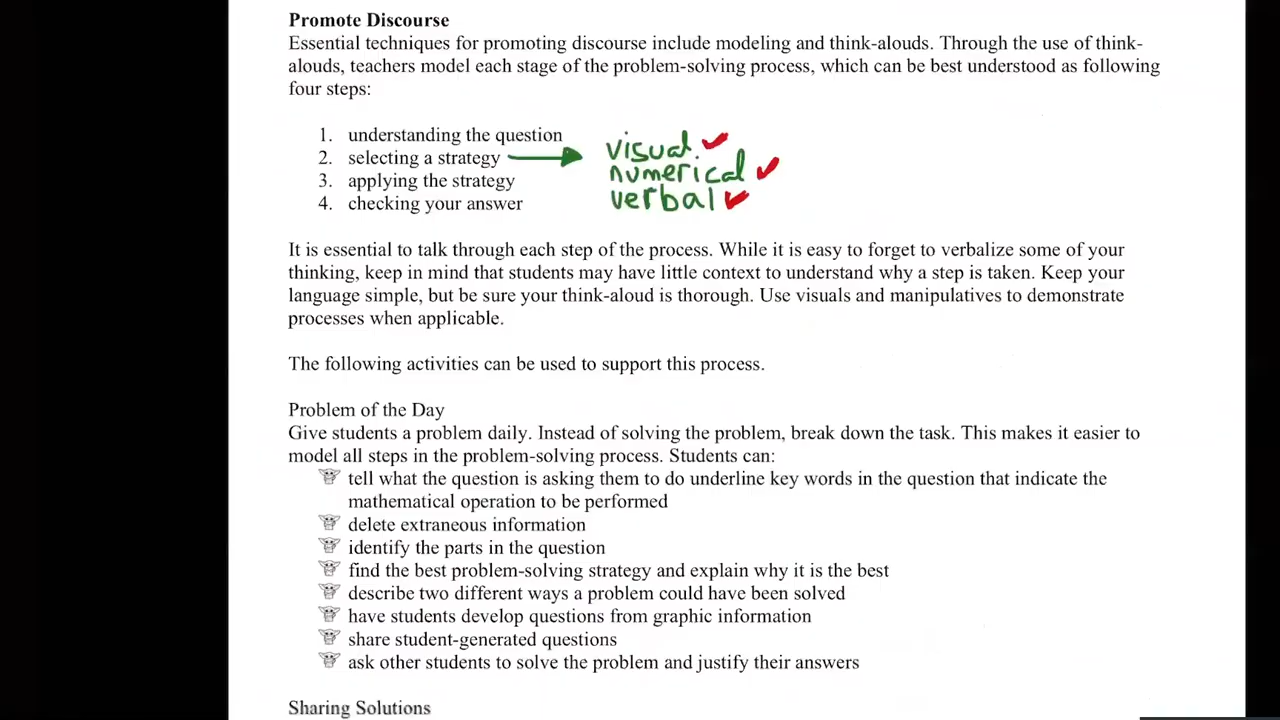 Promote Discourse
Essential techniques for promoting discourse include modeling and think-alouds. Through the use of think-
alouds, teachers model each stage of the problem-solving process, which can be best understood as following
four steps:
1. understanding the question
2. selecting a strategy
3. applying the strategy
4. checking your answer
visual
numerical
verbal
It is essential to talk through each step of the process. While it is easy to forget to verbalize some of your
thinking, keep in mind that students may have little context to understand why a step is taken. Keep your
language simple, but be sure your think-aloud is thorough. Use visuals and manipulatives to demonstrate
processes when applicable.
The following activities can be used to support this process.
Problem of the Day
Give students a problem daily. Instead of solving the problem, break down the task. This makes it easier to
model all steps in the problem-solving process. Students can:
tell what the question is asking them to do underline key words in the question that indicate the
mathematical operation to be performed
delete extraneous information
identify the parts in the question
find the best problem-solving strategy and explain why it is the best
describe two different ways a problem could have been solved
have students develop questions from graphic information
share student-generated questions
ask other students to solve the problem and justify their answers
Sharing Solutions